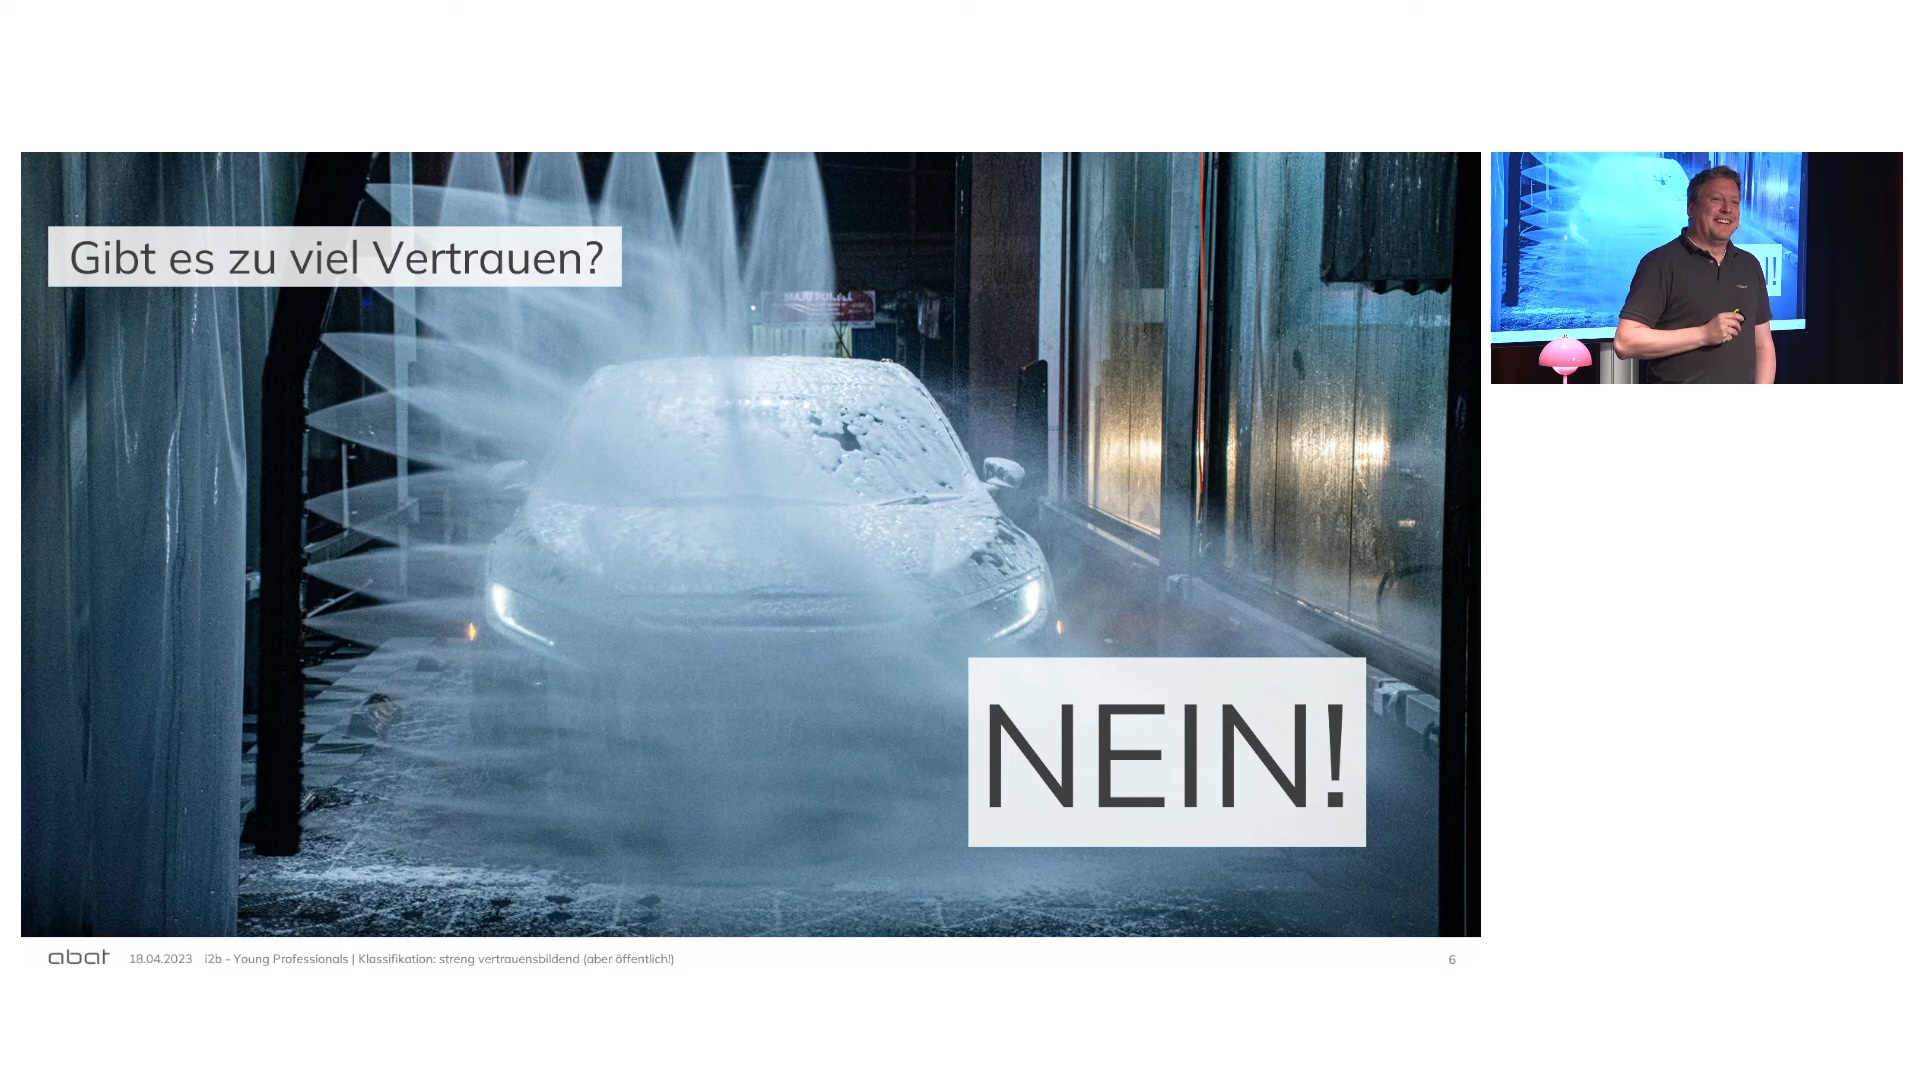 Gibt es zu viel Vertrauen?
NEIN!
abat 18.04.2023 i2b - Young Professionals | Klassifikation: streng vertrauensbildend (aber öffentlich!) 6